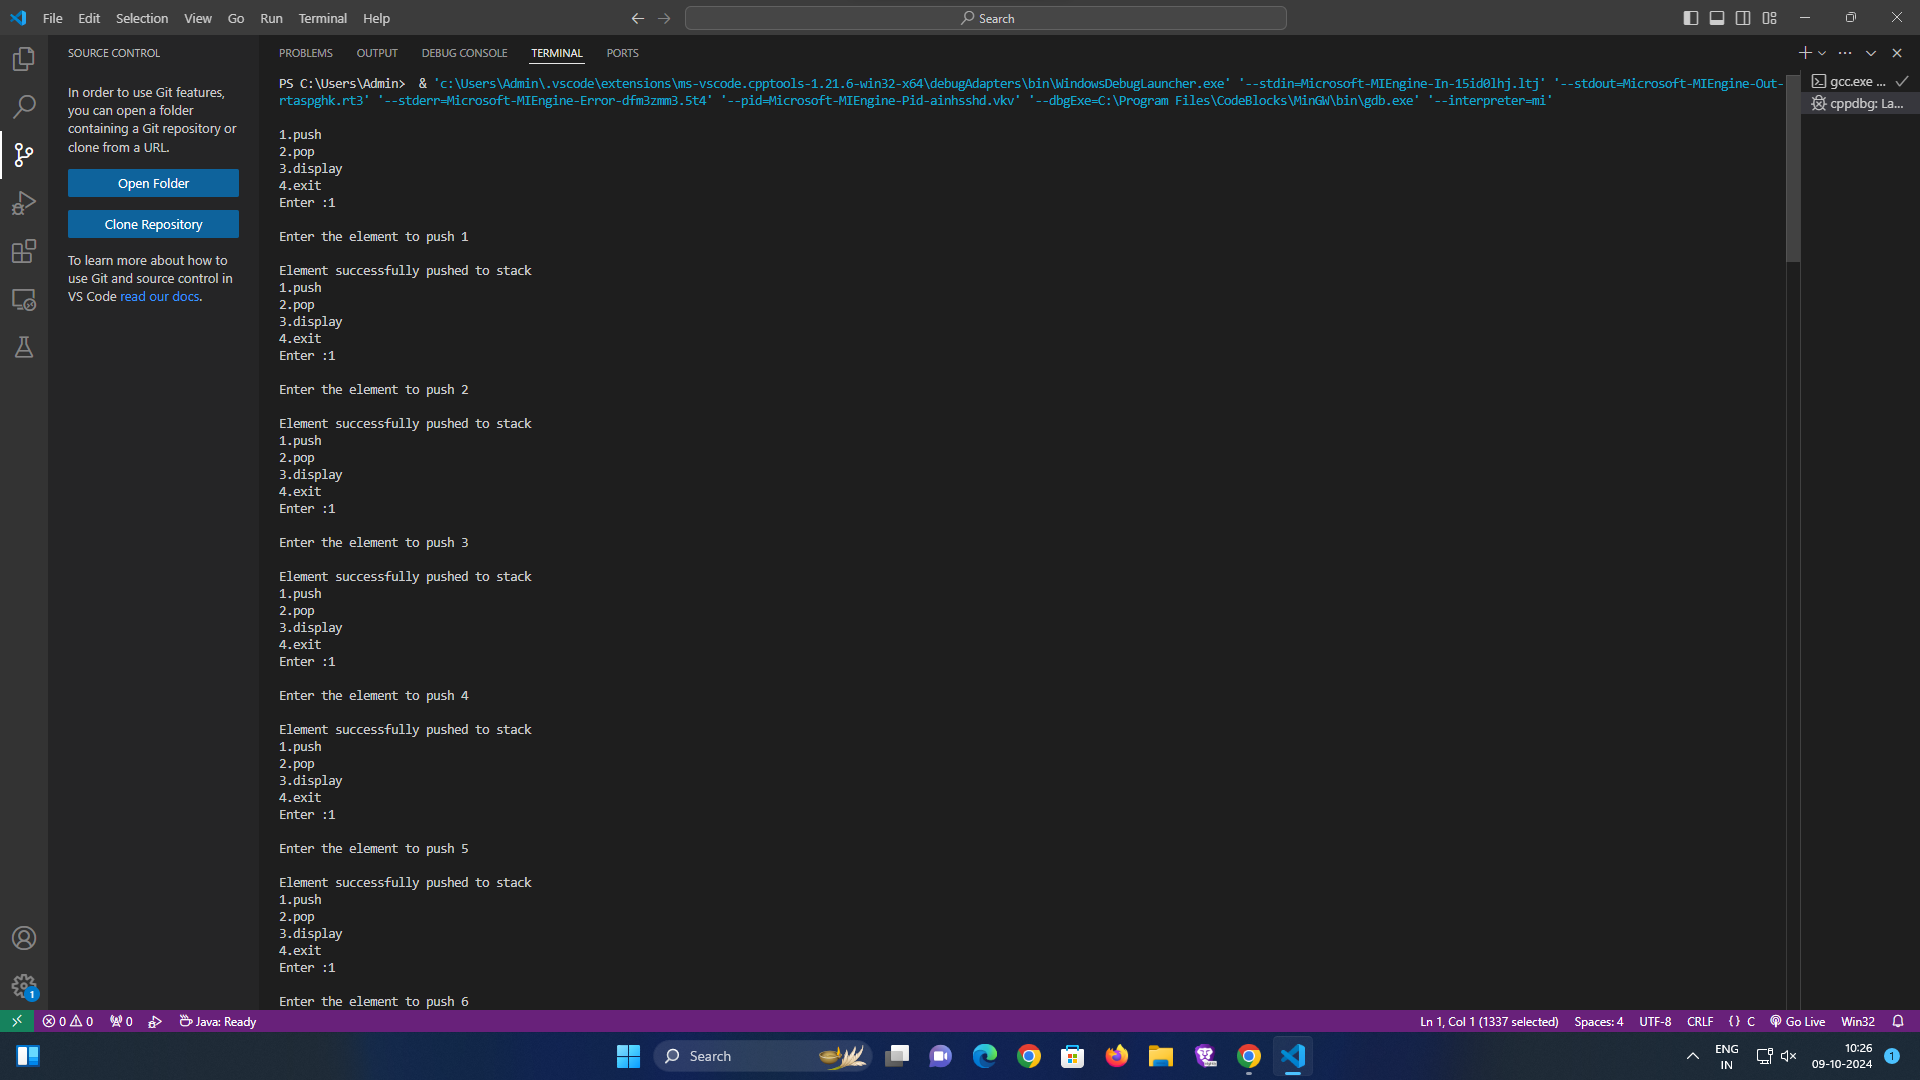 File Edit Selection View Go Run Terminal Help
Search
SOURCE CONTROL
In order to use Git features,
you can open a folder
containing a Git repository or
clone from a URL.
Open Folder
Clone Repository
To learn more about how to
use Git and source control in
VS Code read our docs.
PROBLEMS OUTPUT DEBUG CONSOLE TERMINAL PORTS
PS C:\Users\Admin>  & 'c:\Users\Admin\.vscode\extensions\ms-vscode.cpptools-1.21.6-win32-x64\debugAdapters\bin\WindowsDebugLauncher.exe' '--stdin=Microsoft-MIEngine-In-15id0lhj.ltj' '--stdout=Microsoft-MIEngine-Out-
rtaspghk.rt3' '--stderr=Microsoft-MIEngine-Error-dfm3zmm3.5t4' '--pid=Microsoft-MIEngine-Pid-ainhsshd.vkv' '--dbgExe=C:\Program Files\CodeBlocks\MinGW\bin\gdb.exe' '--interpreter=mi'
1.push
2.pop
3.display
4.exit
Enter :1
Enter the element to push 1
Element successfully pushed to stack
1.push
2.pop
3.display
4.exit
Enter :1
Enter the element to push 2
Element successfully pushed to stack
1.push
2.pop
3.display
4.exit
Enter :1
Enter the element to push 3
Element successfully pushed to stack
1.push
2.pop
3.display
4.exit
Enter :1
Enter the element to push 4
Element successfully pushed to stack
1.push
2.pop
3.display
4.exit
Enter :1
Enter the element to push 5
Element successfully pushed to stack
1.push
2.pop
3.display
4.exit
Enter :1
Enter the element to push 6
gcc.exe ...
cppdbg: La...
1
0 0 0 Java: Ready
Ln 1, Col 1 (1337 selected) Spaces: 4 UTF-8 CRLF {} C Go Live Win32
Search
ENG
IN
10:26
09-10-2024
1